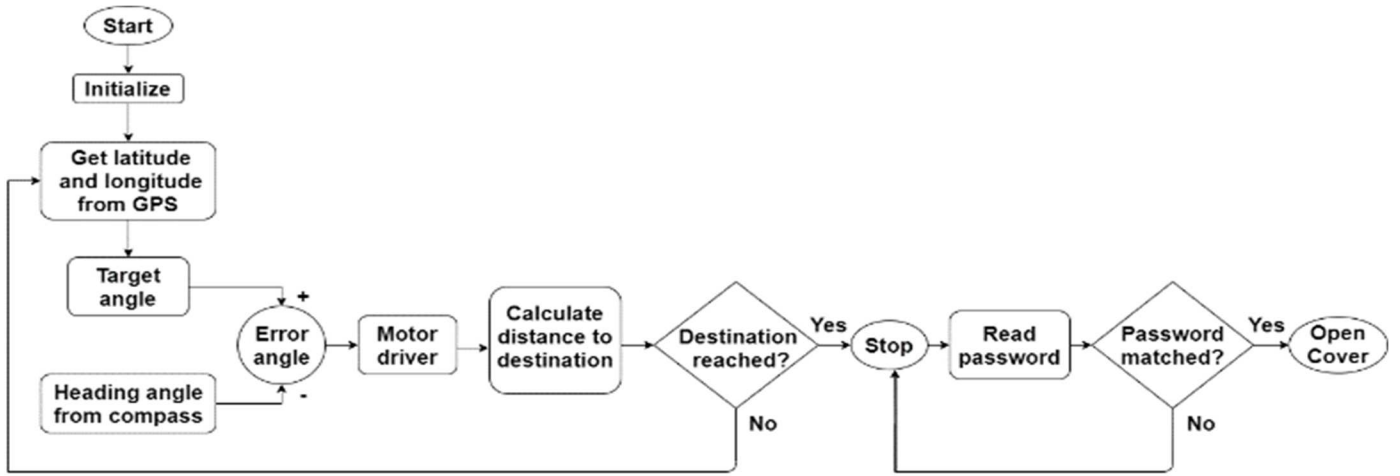 Start
Initialize
Get latitude
and longitude
from GPS
Target
angle
+
Error
angle
-
Heading angle
from compass
Motor
driver
Calculate
distance to
destination
Destination
reached?
Yes
No
Stop
Read
password
Password
matched?
Yes
No
Open
Cover